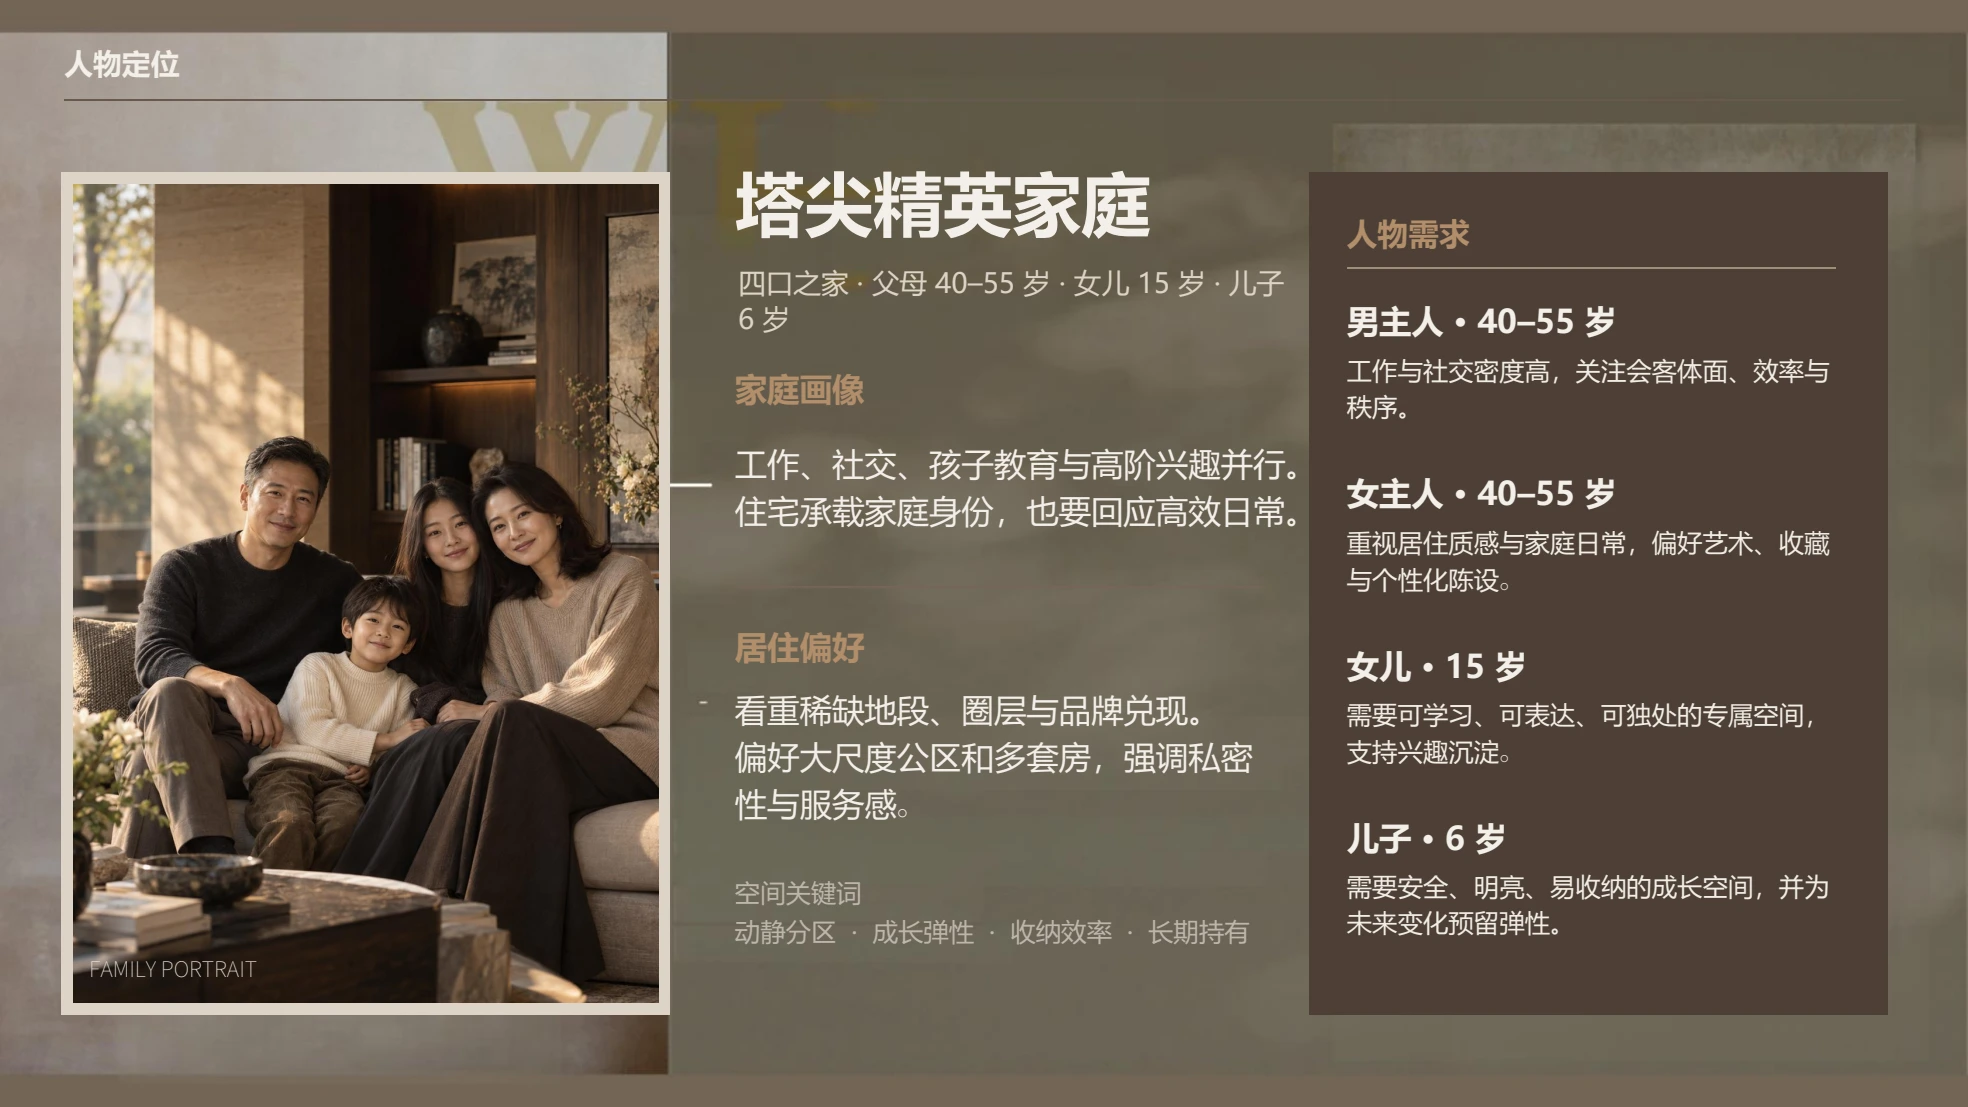 人物定位
WI
塔尖精英家庭
四口之家 · 父母 40–55 岁 · 女儿 15 岁 · 儿子
6 岁
家庭画像
工作、社交、孩子教育与高阶兴趣并行。
住宅承载家庭身份，也要回应高效日常。
居住偏好
看重稀缺地段、圈层与品牌兑现。
偏好大尺度公区和多套房，强调私密
性与服务感。
空间关键词
动静分区 · 成长弹性 · 收纳效率 · 长期持有
FAMILY PORTRAIT
人物需求
男主人 • 40–55 岁
工作与社交密度高，关注会客体面、效率与
秩序。
女主人 • 40–55 岁
重视居住质感与家庭日常，偏好艺术、收藏
与个性化陈设。
女儿 • 15 岁
需要可学习、可表达、可独处的专属空间，
支持兴趣沉淀。
儿子 • 6 岁
需要安全、明亮、易收纳的成长空间，并为
未来变化预留弹性。